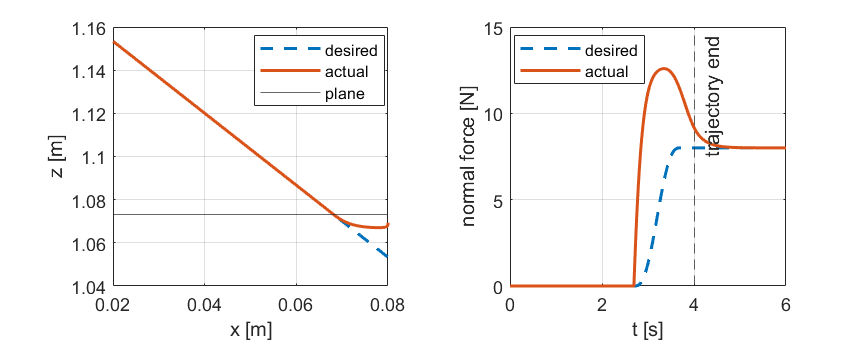 1.16
1.14
1.12
1.1
1.08
1.06
1.04
z [m]
desired
actual
plane
0.02
0.04
0.06
0.08
x [m]
15
10
5
0
normal force [N]
desired
actual
trajectory end
0
2
4
6
t [s]